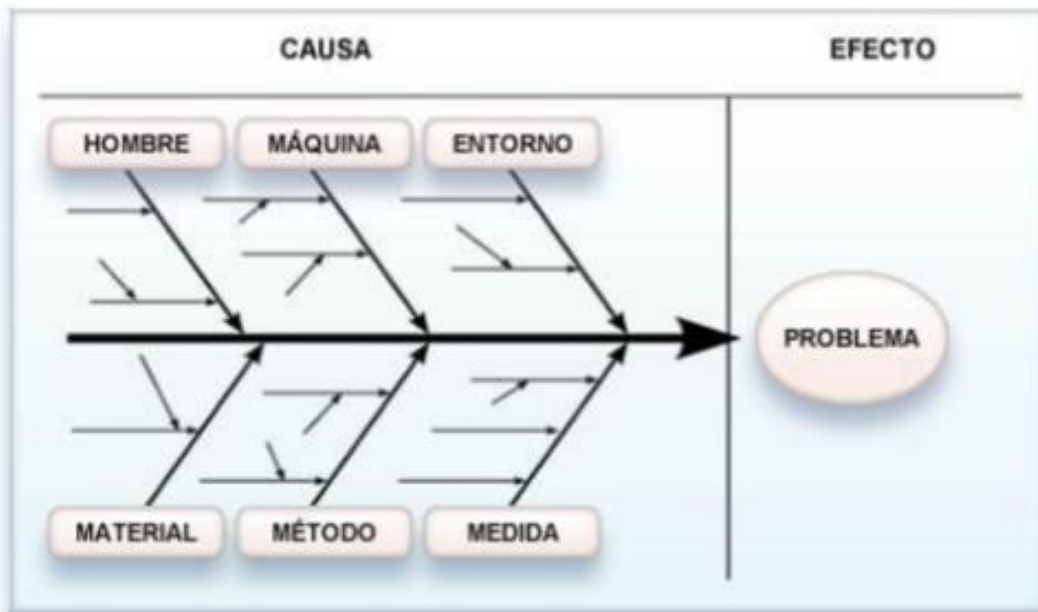 CAUSA
EFECTO
HOMBRE
MÁQUINA
ENTORNO
PROBLEMA
MATERIAL
MÉTODO
MEDIDA